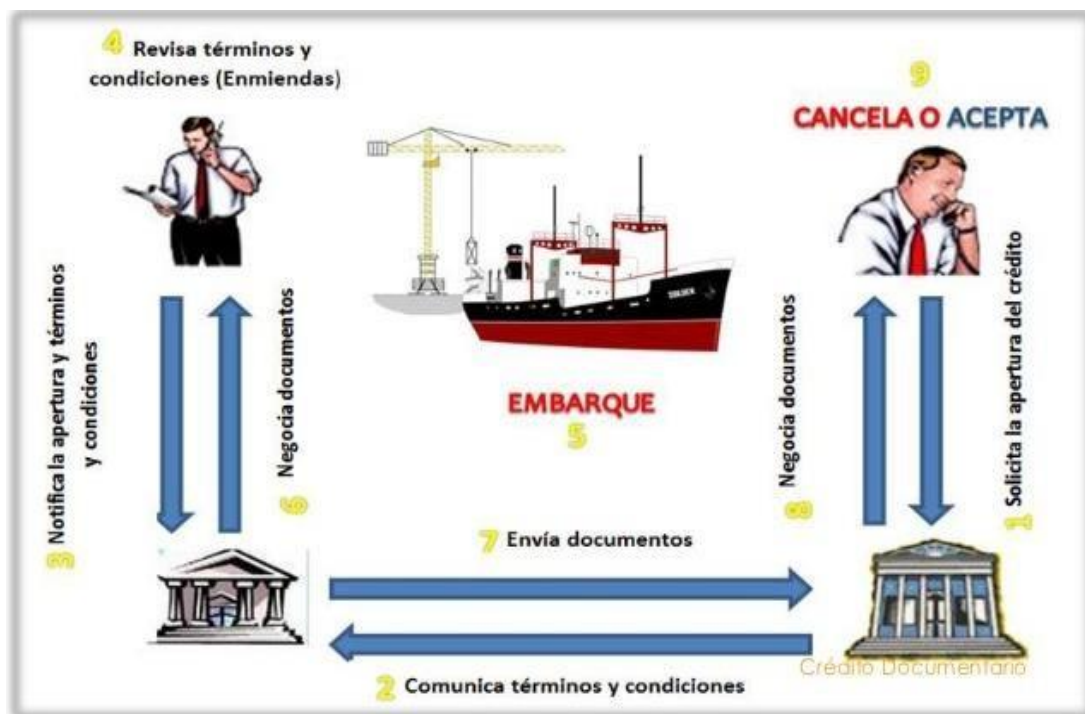 4 Revisa términos y
condiciones (Enmiendas)
9
CANCELA O ACEPTA
3 Notifica la apertura y términos
y condiciones
6 Negocia documentos
EMBARQUE
5
8 Negocia documentos
1 Solicita la apertura del crédito
7 Envía documentos
Crédito Documentario
2 Comunica términos y condiciones